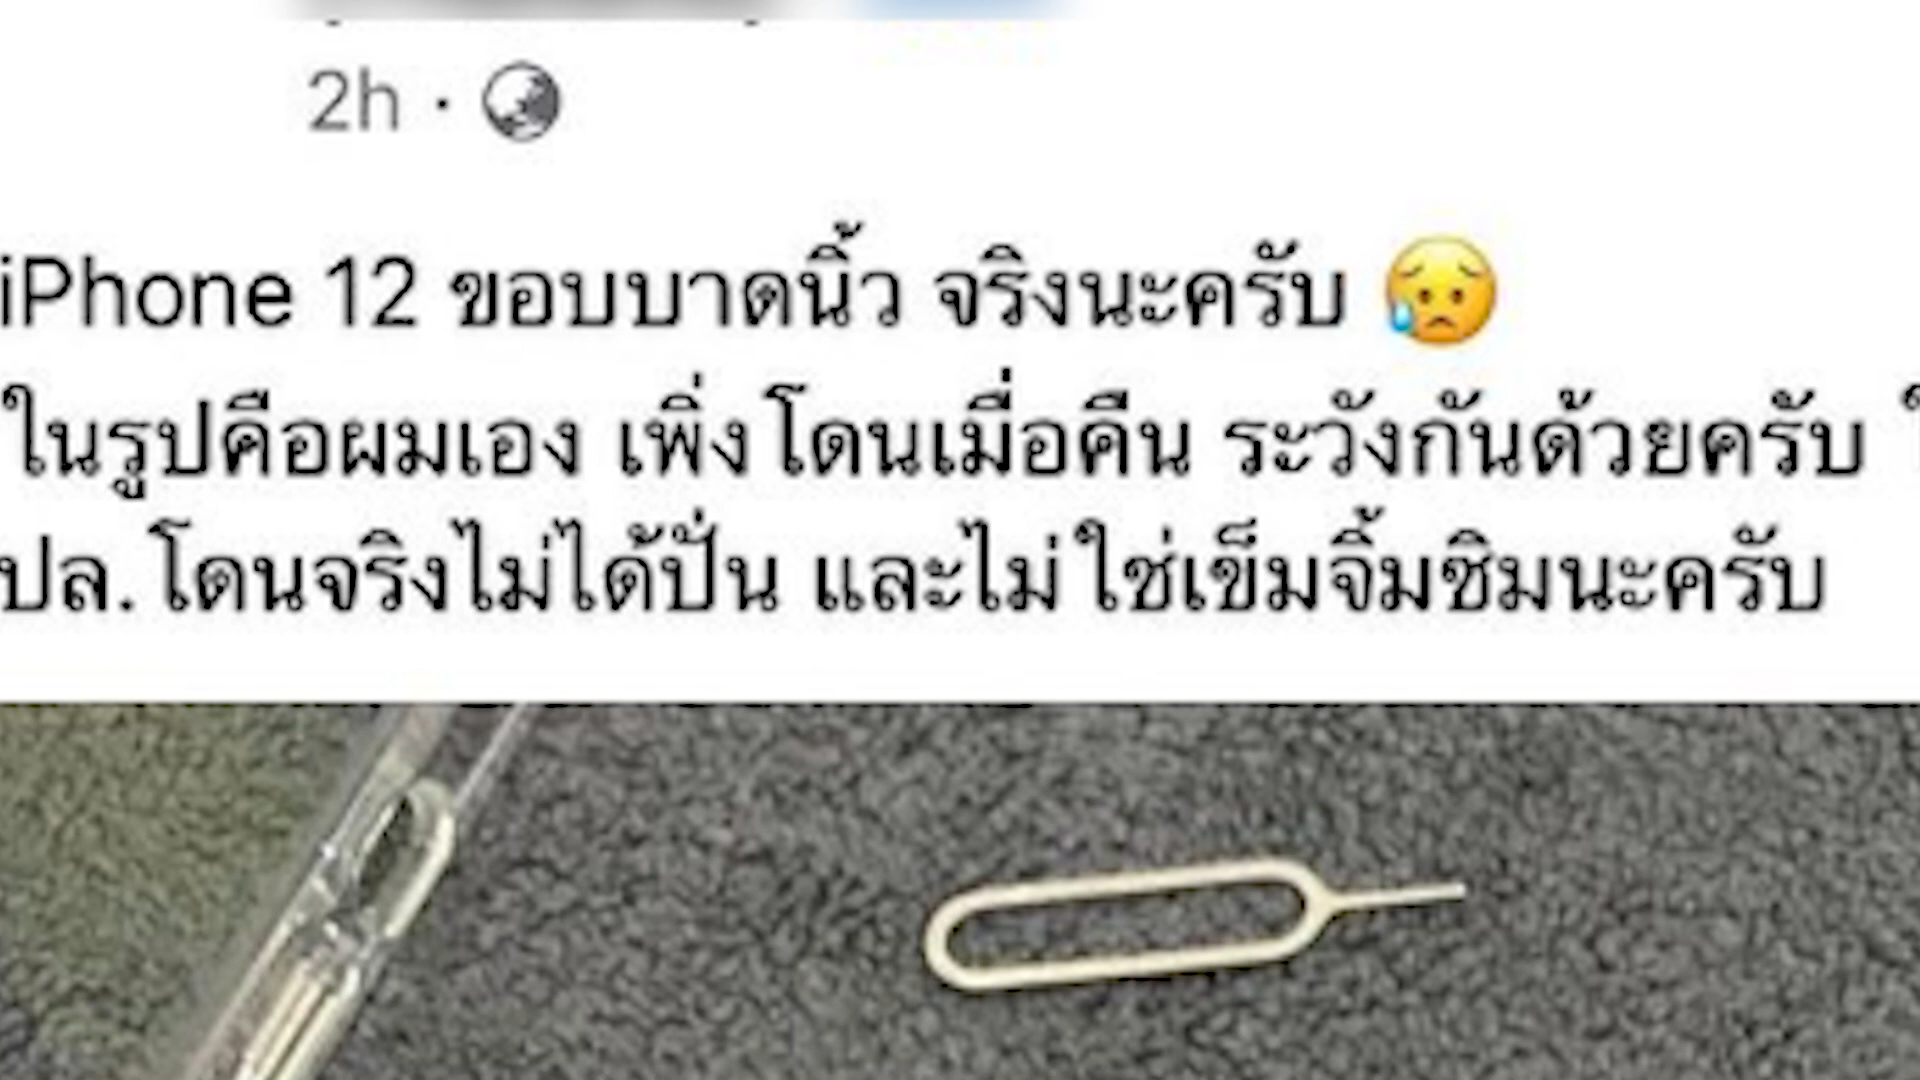 2h ·
iPhone 12 ขอบบาดนิ้ว จริงนะครับ 😥
ในรูปคือผมเอง เพิ่งโดนเมื่อคืน ระวังกันด้วยครับ
ปล.โดนจริงไม่ได้ปั่น และไม่ใช่เข็มจิ้มซิมนะครับ